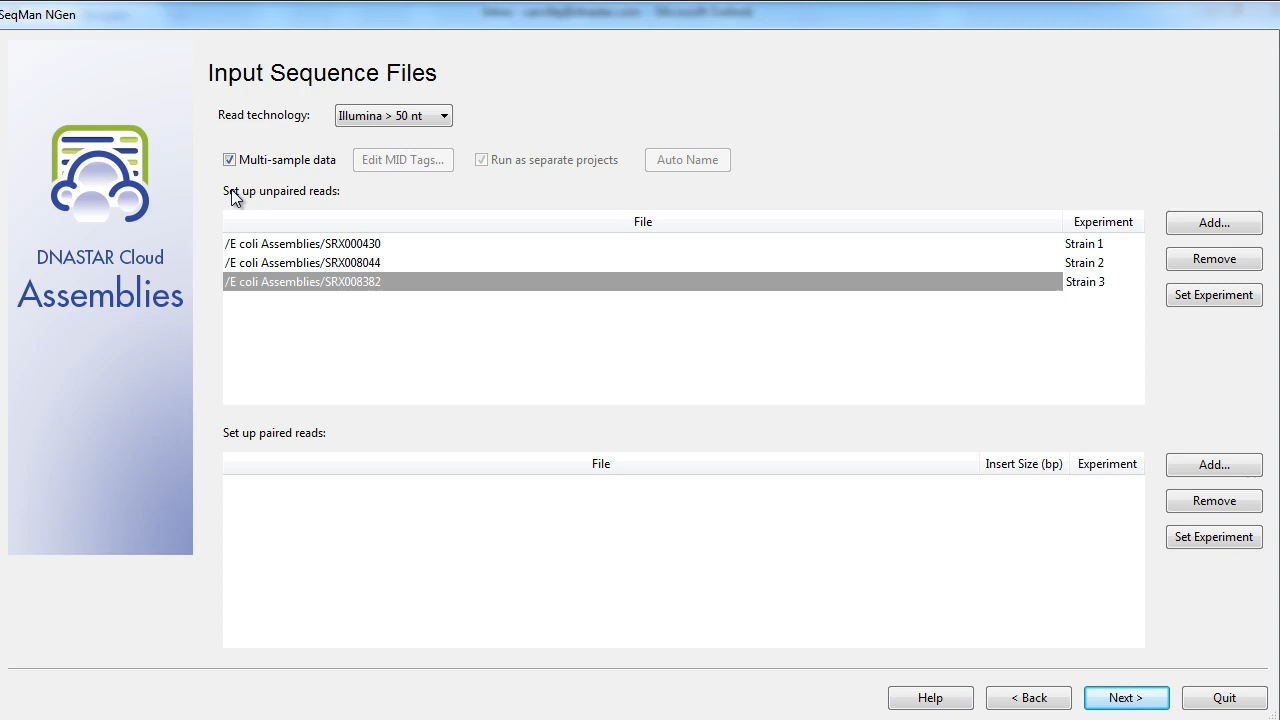 SeqMan NGen
Input Sequence Files
Read technology: Illumina > 50 nt
Multi-sample data Edit MID Tags... Run as separate projects Auto Name
Set up unpaired reads:
File Experiment Add...
/E coli Assemblies/SRX000430 Strain 1
/E coli Assemblies/SRX008044 Strain 2 Remove
/E coli Assemblies/SRX008382 Strain 3
Set Experiment
DNASTAR Cloud
Assemblies
Set up paired reads:
File Insert Size (bp) Experiment Add...
Remove
Set Experiment
Help < Back Next > Quit